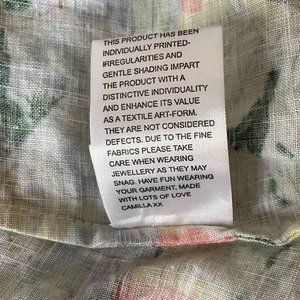 THIS PRODUCT HAS BEEN
INDIVIDUALLY PRINTED-
IRREGULARITIES AND
GENTLE SHADING IMPART
THE PRODUCT WITH A
DISTINCTIVE INDIVIDUALITY
AND ENHANCE ITS VALUE
AS A TEXTILE ART-FORM.
THEY ARE NOT CONSIDERED
DEFECTS. DUE TO THE FINE
FABRICS PLEASE TAKE
CARE WHEN WEARING
JEWELLERY AS THEY MAY
SNAG. HAVE FUN WEARING
YOUR GARMENT, MADE
WITH LOTS OF LOVE
CAMILLA XX